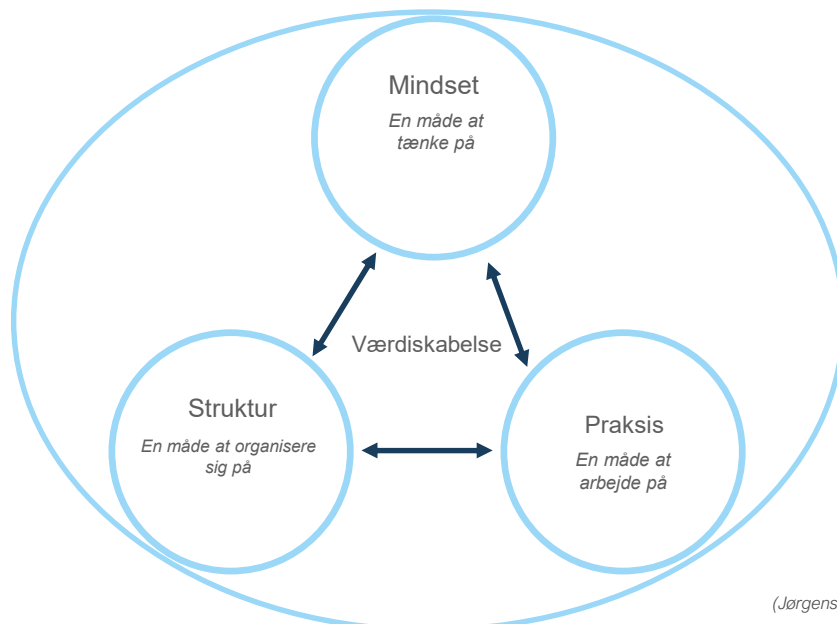 Mindset
En måde at
tænke på
Værdiskabelse
Struktur
En måde at organisere
sig på
Praksis
En måde at
arbejde på
(Jørgens